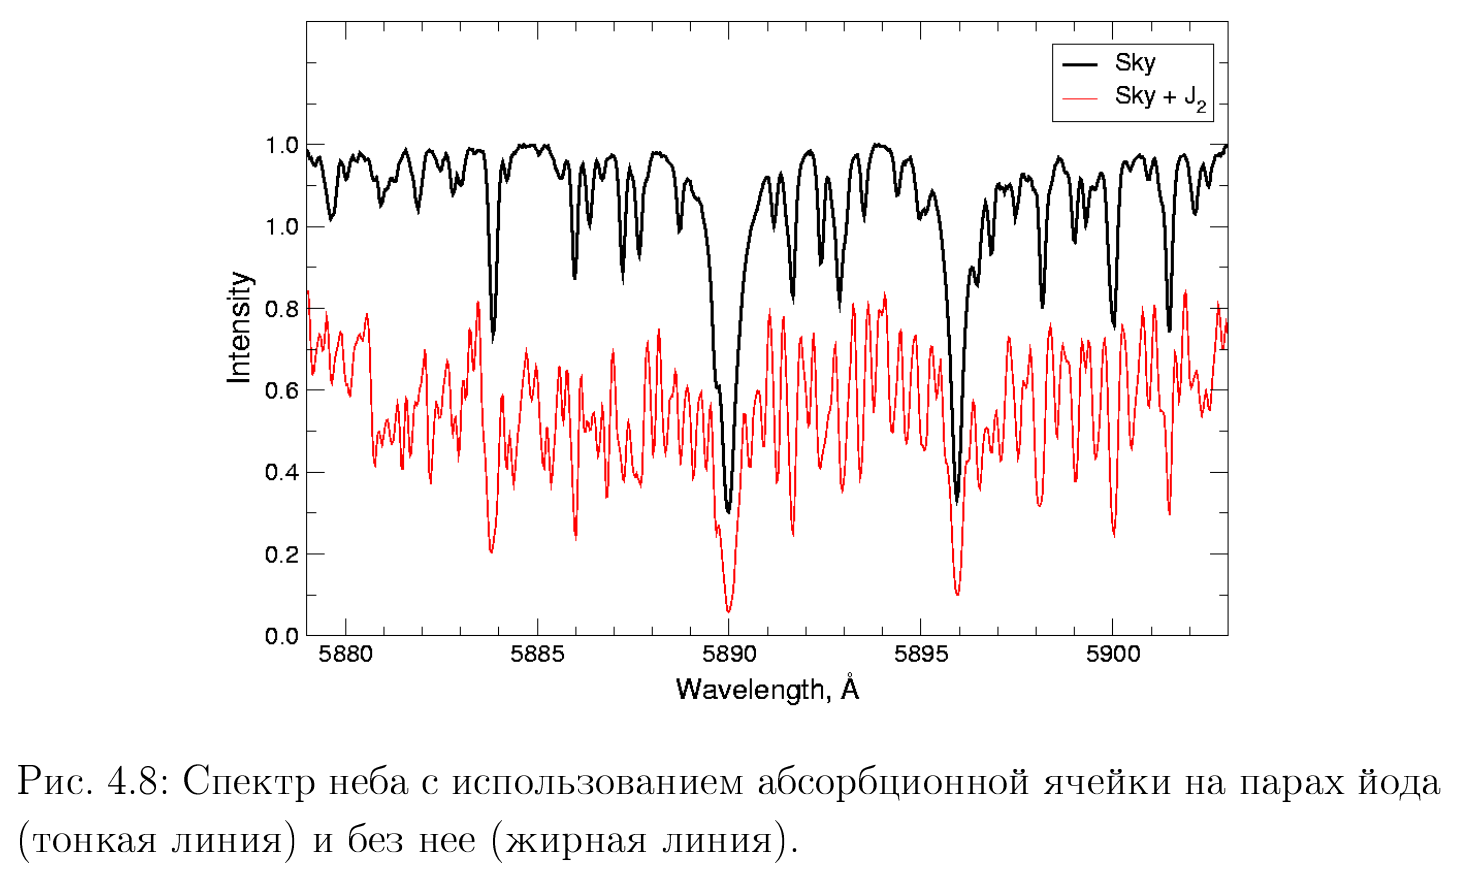 Sky
Sky + J2
1.0
1.0
0.8
0.6
0.4
0.2
0.0
Intensity
5880 5885 5890 5895 5900
Wavelength, Å
Рис. 4.8: Спектр неба с использованием абсорбционной ячейки на парах йода
(тонкая линия) и без нее (жирная линия).